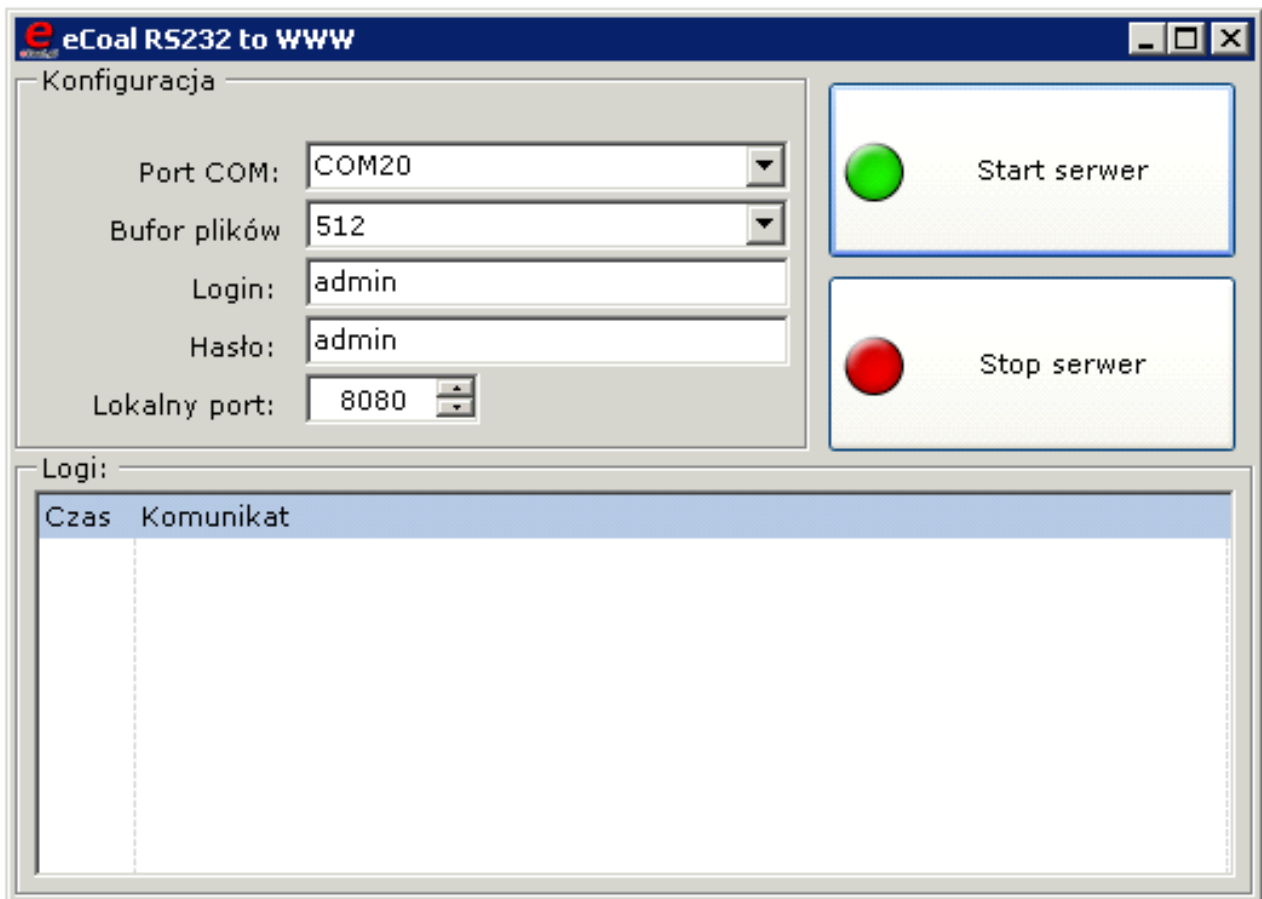 eCoal RS232 to WWW
Konfiguracja
Port COM: COM20
Bufor plików 512
Login: admin
Hasło: admin
Lokalny port: 8080
Start serwer
Stop serwer
Logi:
Czas Komunikat